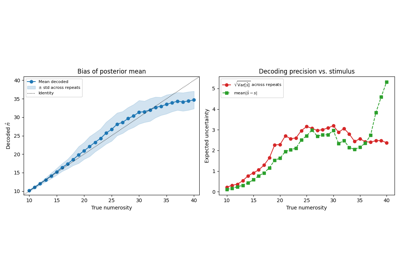 Bias of posterior mean
Mean decoded
± std across repeats
Identity
Decoded n̂
40
35
30
25
20
15
10
10
15
20
25
30
35
40
True numerosity
Decoding precision vs. stimulus
√Var[n̂] across repeats
Expected uncertainty
5
4
3
2
1
0
10
15
20
25
30
35
40
True numerosity